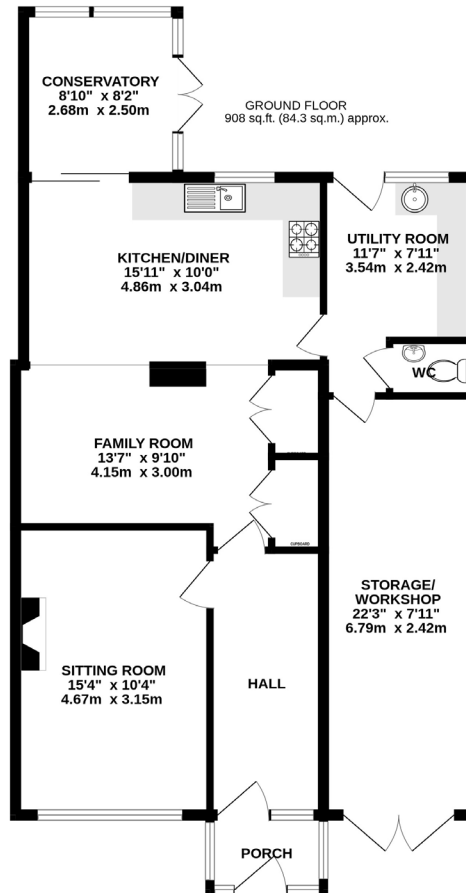 CONSERVATORY
8'10" x 8'2"
2.68m x 2.50m
GROUND FLOOR
908 sq.ft. (84.3 sq.m.) approx.
KITCHEN/DINER
15'11" x 10'0"
4.86m x 3.04m
UTILITY ROOM
11'7" x 7'11"
3.54m x 2.42m
WC
FAMILY ROOM
13'7" x 9'10"
4.15m x 3.00m
CUPBOARD
STORAGE/
WORKSHOP
22'3" x 7'11"
6.79m x 2.42m
SITTING ROOM
15'4" x 10'4"
4.67m x 3.15m
HALL
PORCH